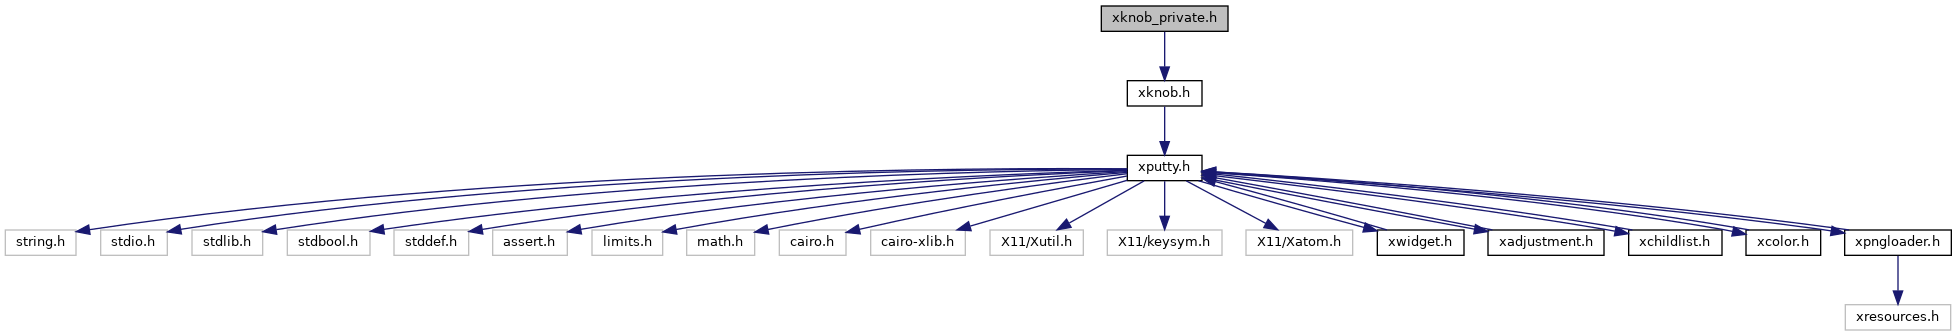 xknob_private.h
xknob.h
xputty.h
string.h
stdio.h
stdlib.h
stdbool.h
stddef.h
assert.h
limits.h
math.h
cairo.h
cairo-xlib.h
X11/Xutil.h
X11/keysym.h
X11/Xatom.h
xwidget.h
xadjustment.h
xchildlist.h
xcolor.h
xpngloader.h
xresources.h